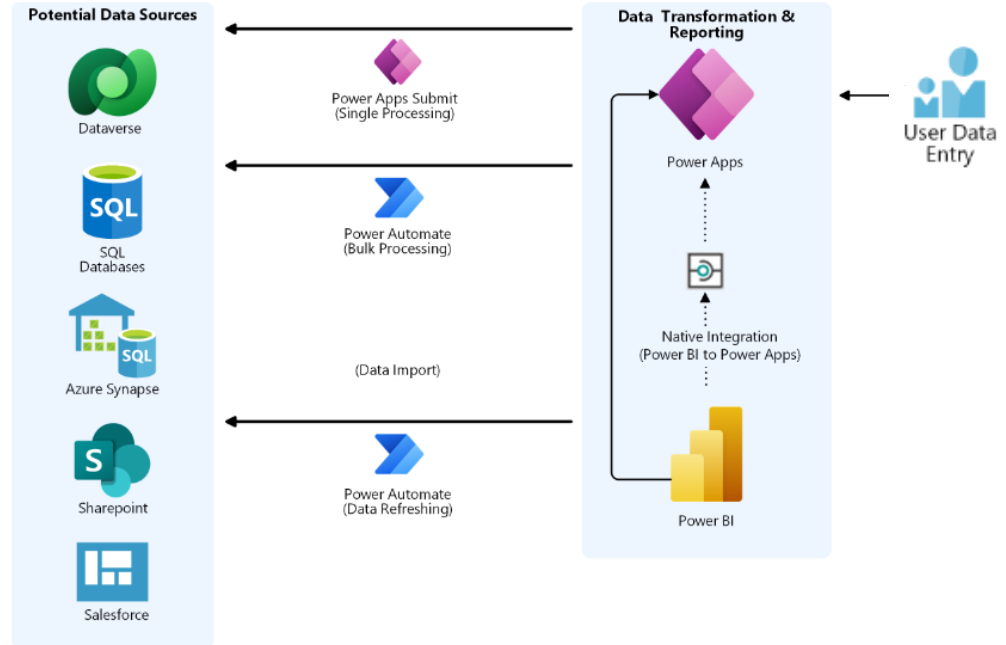 Potential Data Sources
Dataverse
SQL
SQL
Databases
SQL
Azure Synapse
S
Sharepoint
Salesforce
Power Apps Submit
(Single Processing)
Power Automate
(Bulk Processing)
(Data Import)
Power Automate
(Data Refreshing)
Data Transformation &
Reporting
Power Apps
Native Integration
(Power BI to Power Apps)
Power BI
User Data
Entry